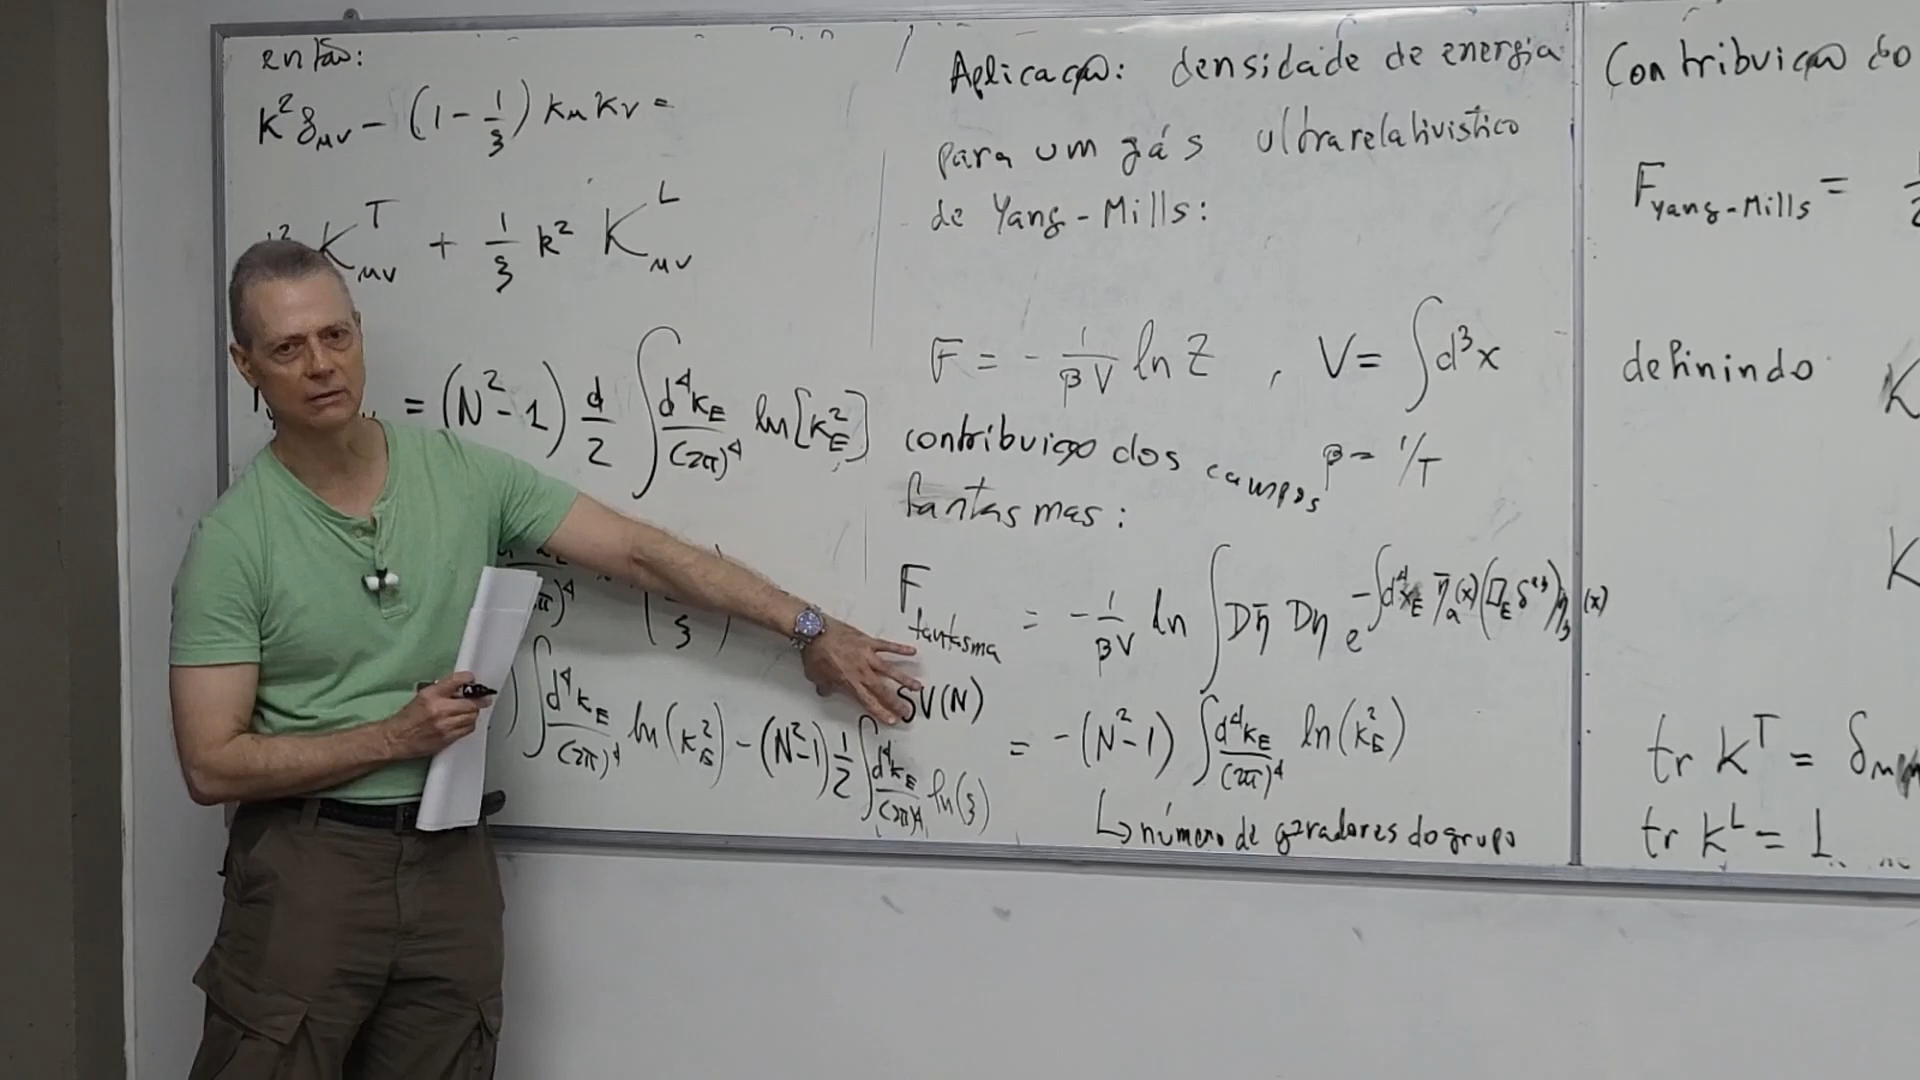 então:
k²δ_μν − (1 − 1/ξ) k_μ k_ν =
K^T_μν + 1/ξ k² K^L_μν
= (N²−1) d/2 ∫ d⁴k_E/(2π)⁴ ln[k_E²]
∫ d⁴k_E/(2π)⁴ ln(k_E²) − (N²−1) 1/2 ∫ d⁴k_E/(2π)⁴ ln(ξ)
Aplicação: densidade de energia
para um gás ultrarelativístico
de Yang-Mills:
F = − 1/βV ln Z , V = ∫ d³x
contribuição dos campos β = 1/T
fantasmas:
F_fantasma = − 1/βV ln ∫ Dη̄ Dη e^{−∫d⁴x_E η̄_a(x)(□_E δ^{ab})η_b(x)}
SU(N)
= −(N²−1) ∫ d⁴k_E/(2π)⁴ ln(k_E²)
↳ número de geradores do grupo
Contribuição do
F_Yang-Mills =
definindo
K
K
tr K^T = δ_μμ
tr K^L = 1